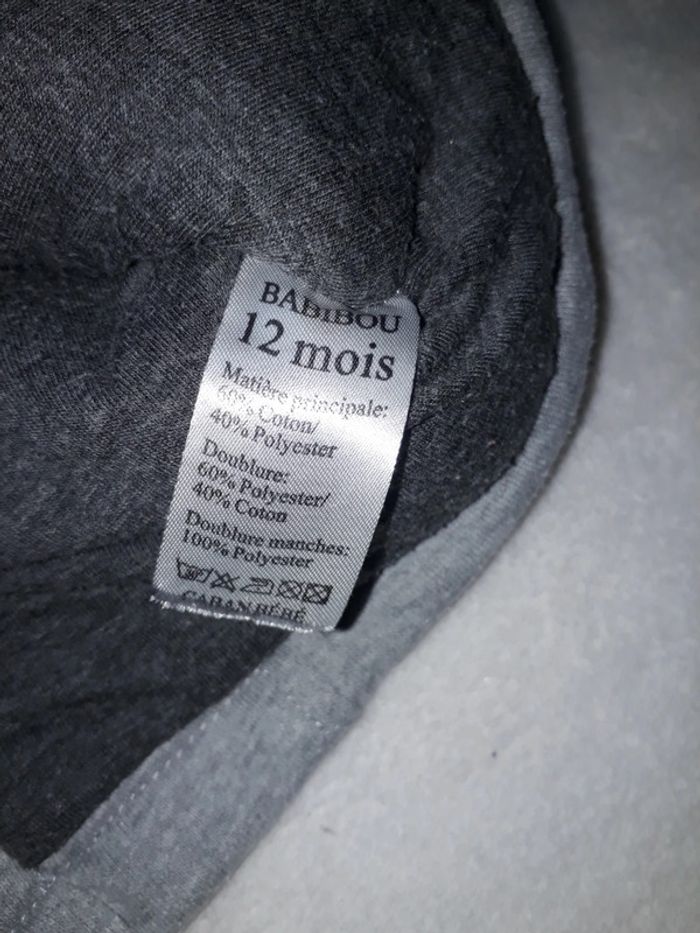 BABIBOU
12 mois
Matière principale:
60% Coton/
40% Polyester
Doublure:
60% Polyester/
40% Coton
Doublure manches:
100% Polyester
CABAN BÉBÉ